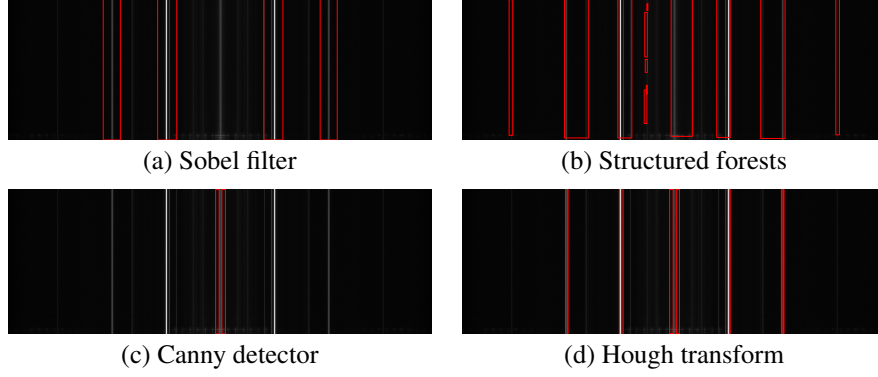 (a) Sobel filter
(b) Structured forests
(c) Canny detector
(d) Hough transform